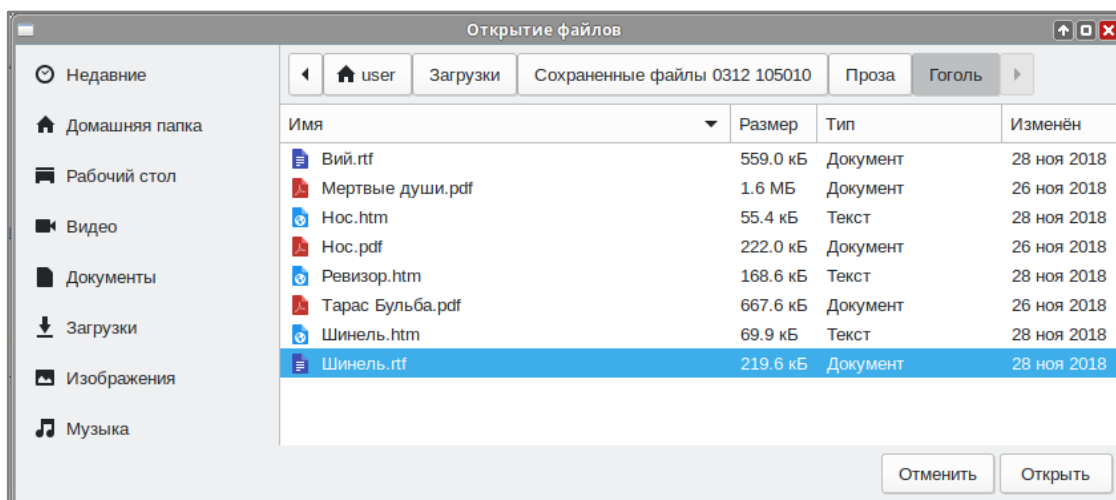 Открытие файлов
Недавние
Домашняя папка
Рабочий стол
Видео
Документы
Загрузки
Изображения
Музыка
user Загрузки Сохраненные файлы 0312 105010 Проза Гоголь
Имя Размер Тип Изменён
Вий.rtf 559.0 кБ Документ 28 ноя 2018
Мертвые души.pdf 1.6 МБ Документ 26 ноя 2018
Нос.htm 55.4 кБ Текст 28 ноя 2018
Нос.pdf 222.0 кБ Документ 26 ноя 2018
Ревизор.htm 168.6 кБ Текст 28 ноя 2018
Тарас Бульба.pdf 667.6 кБ Документ 26 ноя 2018
Шинель.htm 69.9 кБ Текст 28 ноя 2018
Шинель.rtf 219.6 кБ Документ 28 ноя 2018
Отменить Открыть